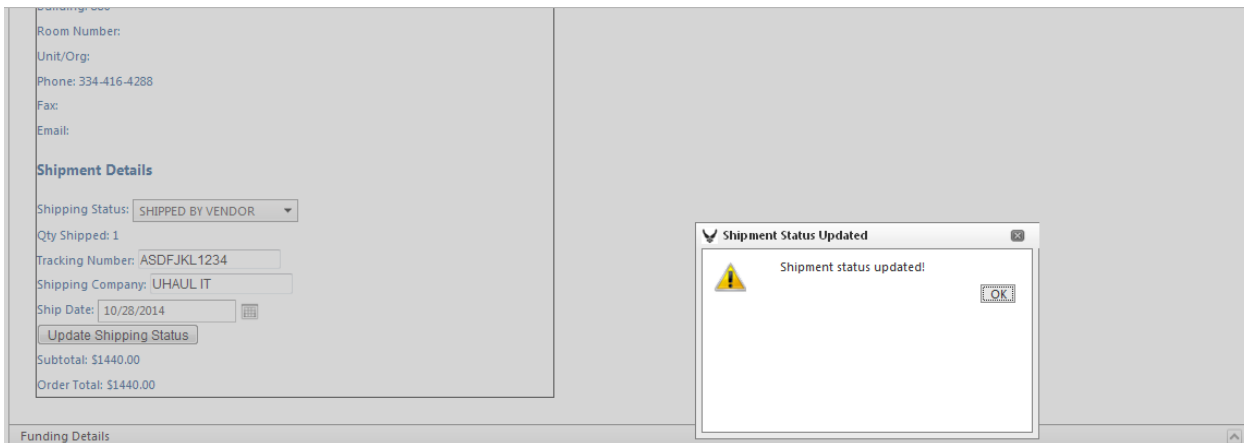 Room Number:
Unit/Org:
Phone: 334-416-4288
Fax:
Email:
Shipment Details
Shipping Status: SHIPPED BY VENDOR
Qty Shipped: 1
Tracking Number: ASDFJKL1234
Shipping Company: UHAUL IT
Ship Date: 10/28/2014
Update Shipping Status
Subtotal: $1440.00
Order Total: $1440.00
Shipment Status Updated
Shipment status updated!
OK
Funding Details